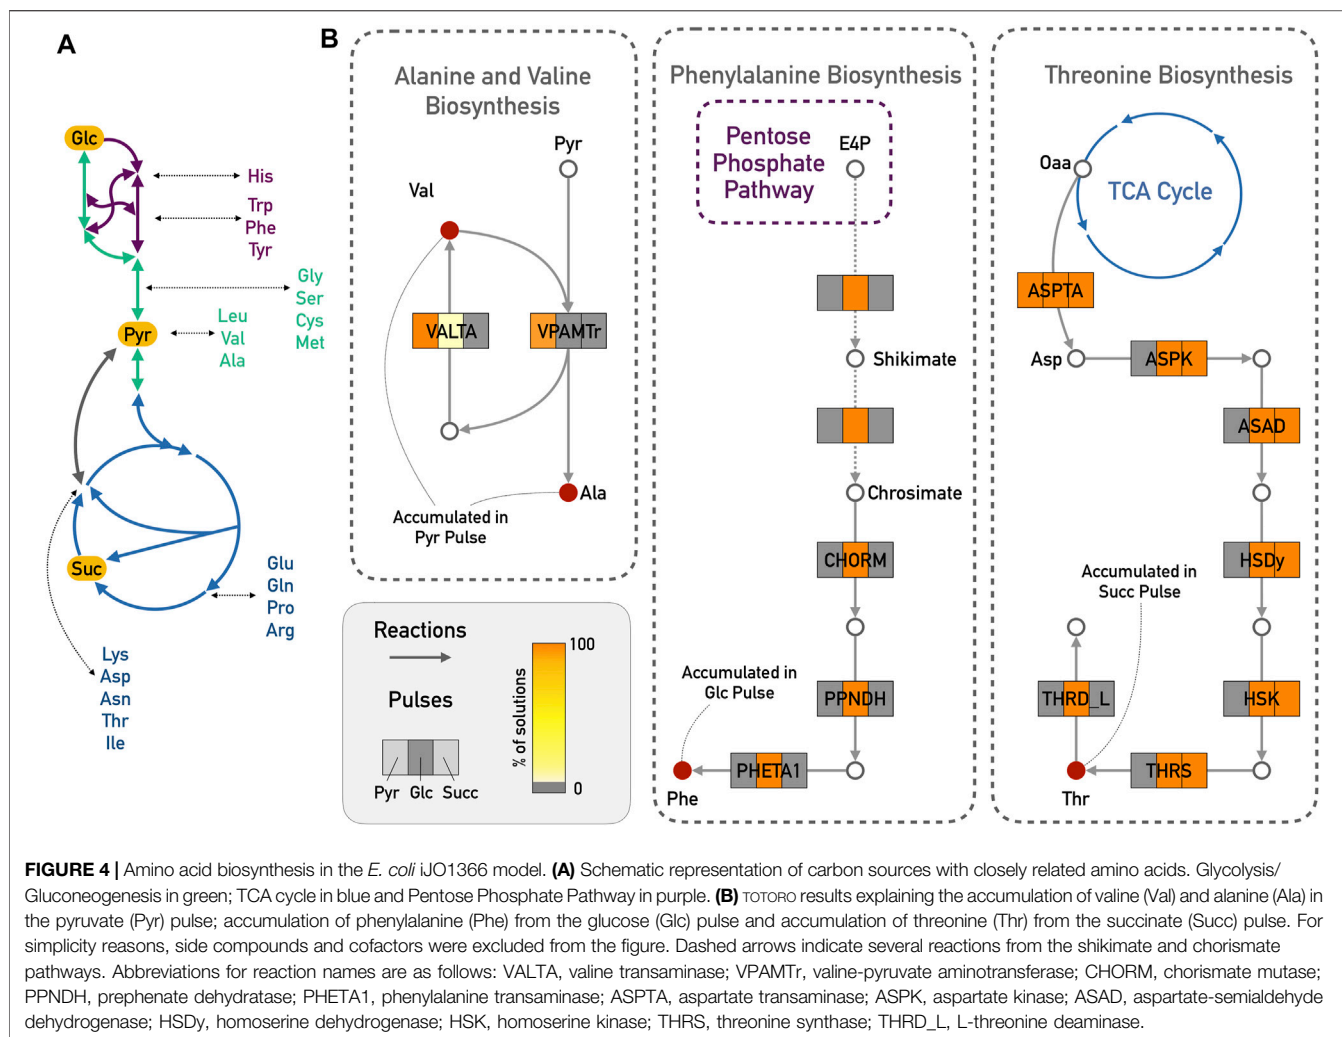 A
Glc
His
Trp
Phe
Tyr
Gly
Ser
Cys
Met
Pyr
Leu
Val
Ala
Suc
Glu
Gln
Pro
Arg
Lys
Asp
Asn
Thr
Ile
B
Alanine and Valine
Biosynthesis
Pyr
Val
VALTA
VPAMTr
Ala
Accumulated in
Pyr Pulse
Reactions
Pulses
Pyr Glc Succ
% of solutions
100
0
Phenylalanine Biosynthesis
Pentose
Phosphate
Pathway
E4P
Shikimate
Chrosimate
CHORM
PPNDH
Accumulated in
Glc Pulse
PHETA1
Phe
Threonine Biosynthesis
Oaa
TCA Cycle
ASPTA
Asp
ASPK
ASAD
HSDy
Accumulated in
Succ Pulse
THRD_L
HSK
THRS
Thr
FIGURE 4 | Amino acid biosynthesis in the E. coli iJO1366 model. (A) Schematic representation of carbon sources with closely related amino acids. Glycolysis/
Gluconeogenesis in green; TCA cycle in blue and Pentose Phosphate Pathway in purple. (B) TOTORO results explaining the accumulation of valine (Val) and alanine (Ala) in
the pyruvate (Pyr) pulse; accumulation of phenylalanine (Phe) from the glucose (Glc) pulse and accumulation of threonine (Thr) from the succinate (Succ) pulse. For
simplicity reasons, side compounds and cofactors were excluded from the figure. Dashed arrows indicate several reactions from the shikimate and chorismate
pathways. Abbreviations for reaction names are as follows: VALTA, valine transaminase; VPAMTr, valine-pyruvate aminotransferase; CHORM, chorismate mutase;
PPNDH, prephenate dehydratase; PHETA1, phenylalanine transaminase; ASPTA, aspartate transaminase; ASPK, aspartate kinase; ASAD, aspartate-semialdehyde
dehydrogenase; HSDy, homoserine dehydrogenase; HSK, homoserine kinase; THRS, threonine synthase; THRD_L, L-threonine deaminase.